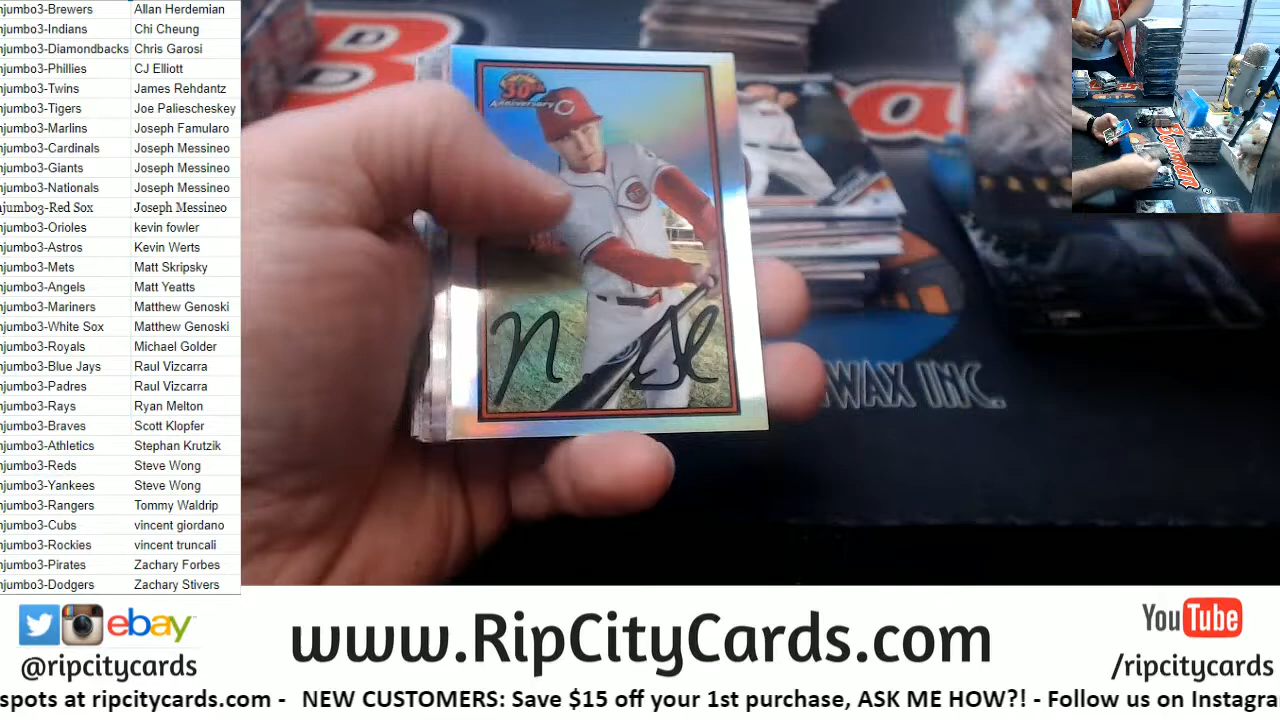 njumbo3-Brewers Allan Herdemian
njumbo3-Indians Chi Cheung
njumbo3-Diamondbacks Chris Garosi
njumbo3-Phillies CJ Elliott
njumbo3-Twins James Rehdantz
njumbo3-Tigers Joe Paliescheskey
njumbo3-Marlins Joseph Famularo
njumbo3-Cardinals Joseph Messineo
njumbo3-Giants Joseph Messineo
njumbo3-Nationals Joseph Messineo
njumbo3-Red Sox Joseph Messineo
njumbo3-Orioles kevin fowler
njumbo3-Astros Kevin Werts
njumbo3-Mets Matt Skripsky
njumbo3-Angels Matt Yeatts
njumbo3-Mariners Matthew Genoski
njumbo3-White Sox Matthew Genoski
njumbo3-Royals Michael Golder
njumbo3-Blue Jays Raul Vizcarra
njumbo3-Padres Raul Vizcarra
njumbo3-Rays Ryan Melton
njumbo3-Braves Scott Klopfer
njumbo3-Athletics Stephan Krutzik
njumbo3-Reds Steve Wong
njumbo3-Yankees Steve Wong
njumbo3-Rangers Tommy Waldrip
njumbo3-Cubs vincent giordano
njumbo3-Rockies vincent truncali
njumbo3-Pirates Zachary Forbes
njumbo3-Dodgers Zachary Stivers
30th
Anniversary
WAX INC.
BOWMAN
ebay
@ripcitycards
www.RipCityCards.com
YouTube
/ripcitycards
spots at ripcitycards.com - NEW CUSTOMERS: Save $15 off your 1st purchase, ASK ME HOW?! - Follow us on Instagra